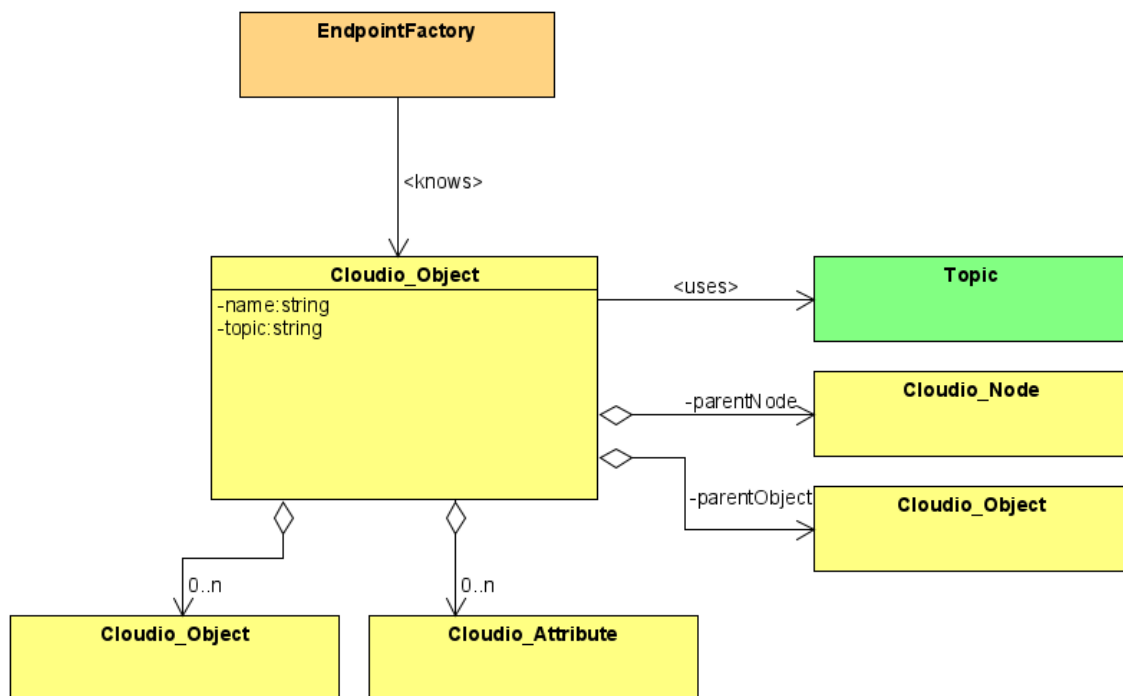 EndpointFactory
<knows>
Cloudio_Object
-name:string
-topic:string
<uses>
Topic
-parentNode
Cloudio_Node
-parentObject
Cloudio_Object
0..n
0..n
Cloudio_Object
Cloudio_Attribute